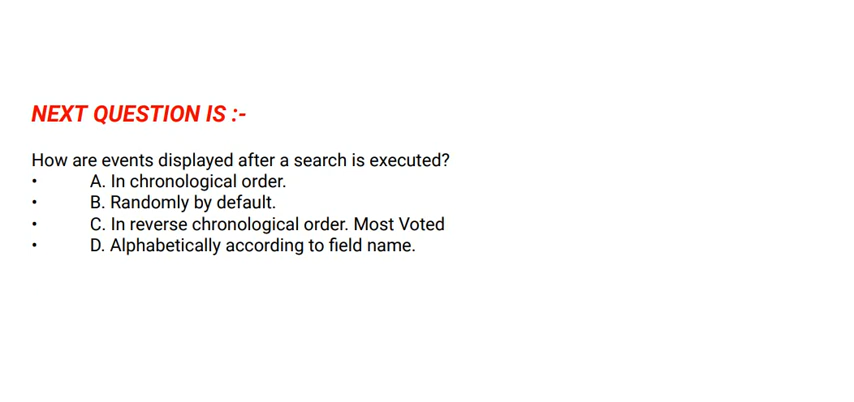 NEXT QUESTION IS :-
How are events displayed after a search is executed?
• A. In chronological order.
• B. Randomly by default.
• C. In reverse chronological order. Most Voted
• D. Alphabetically according to field name.